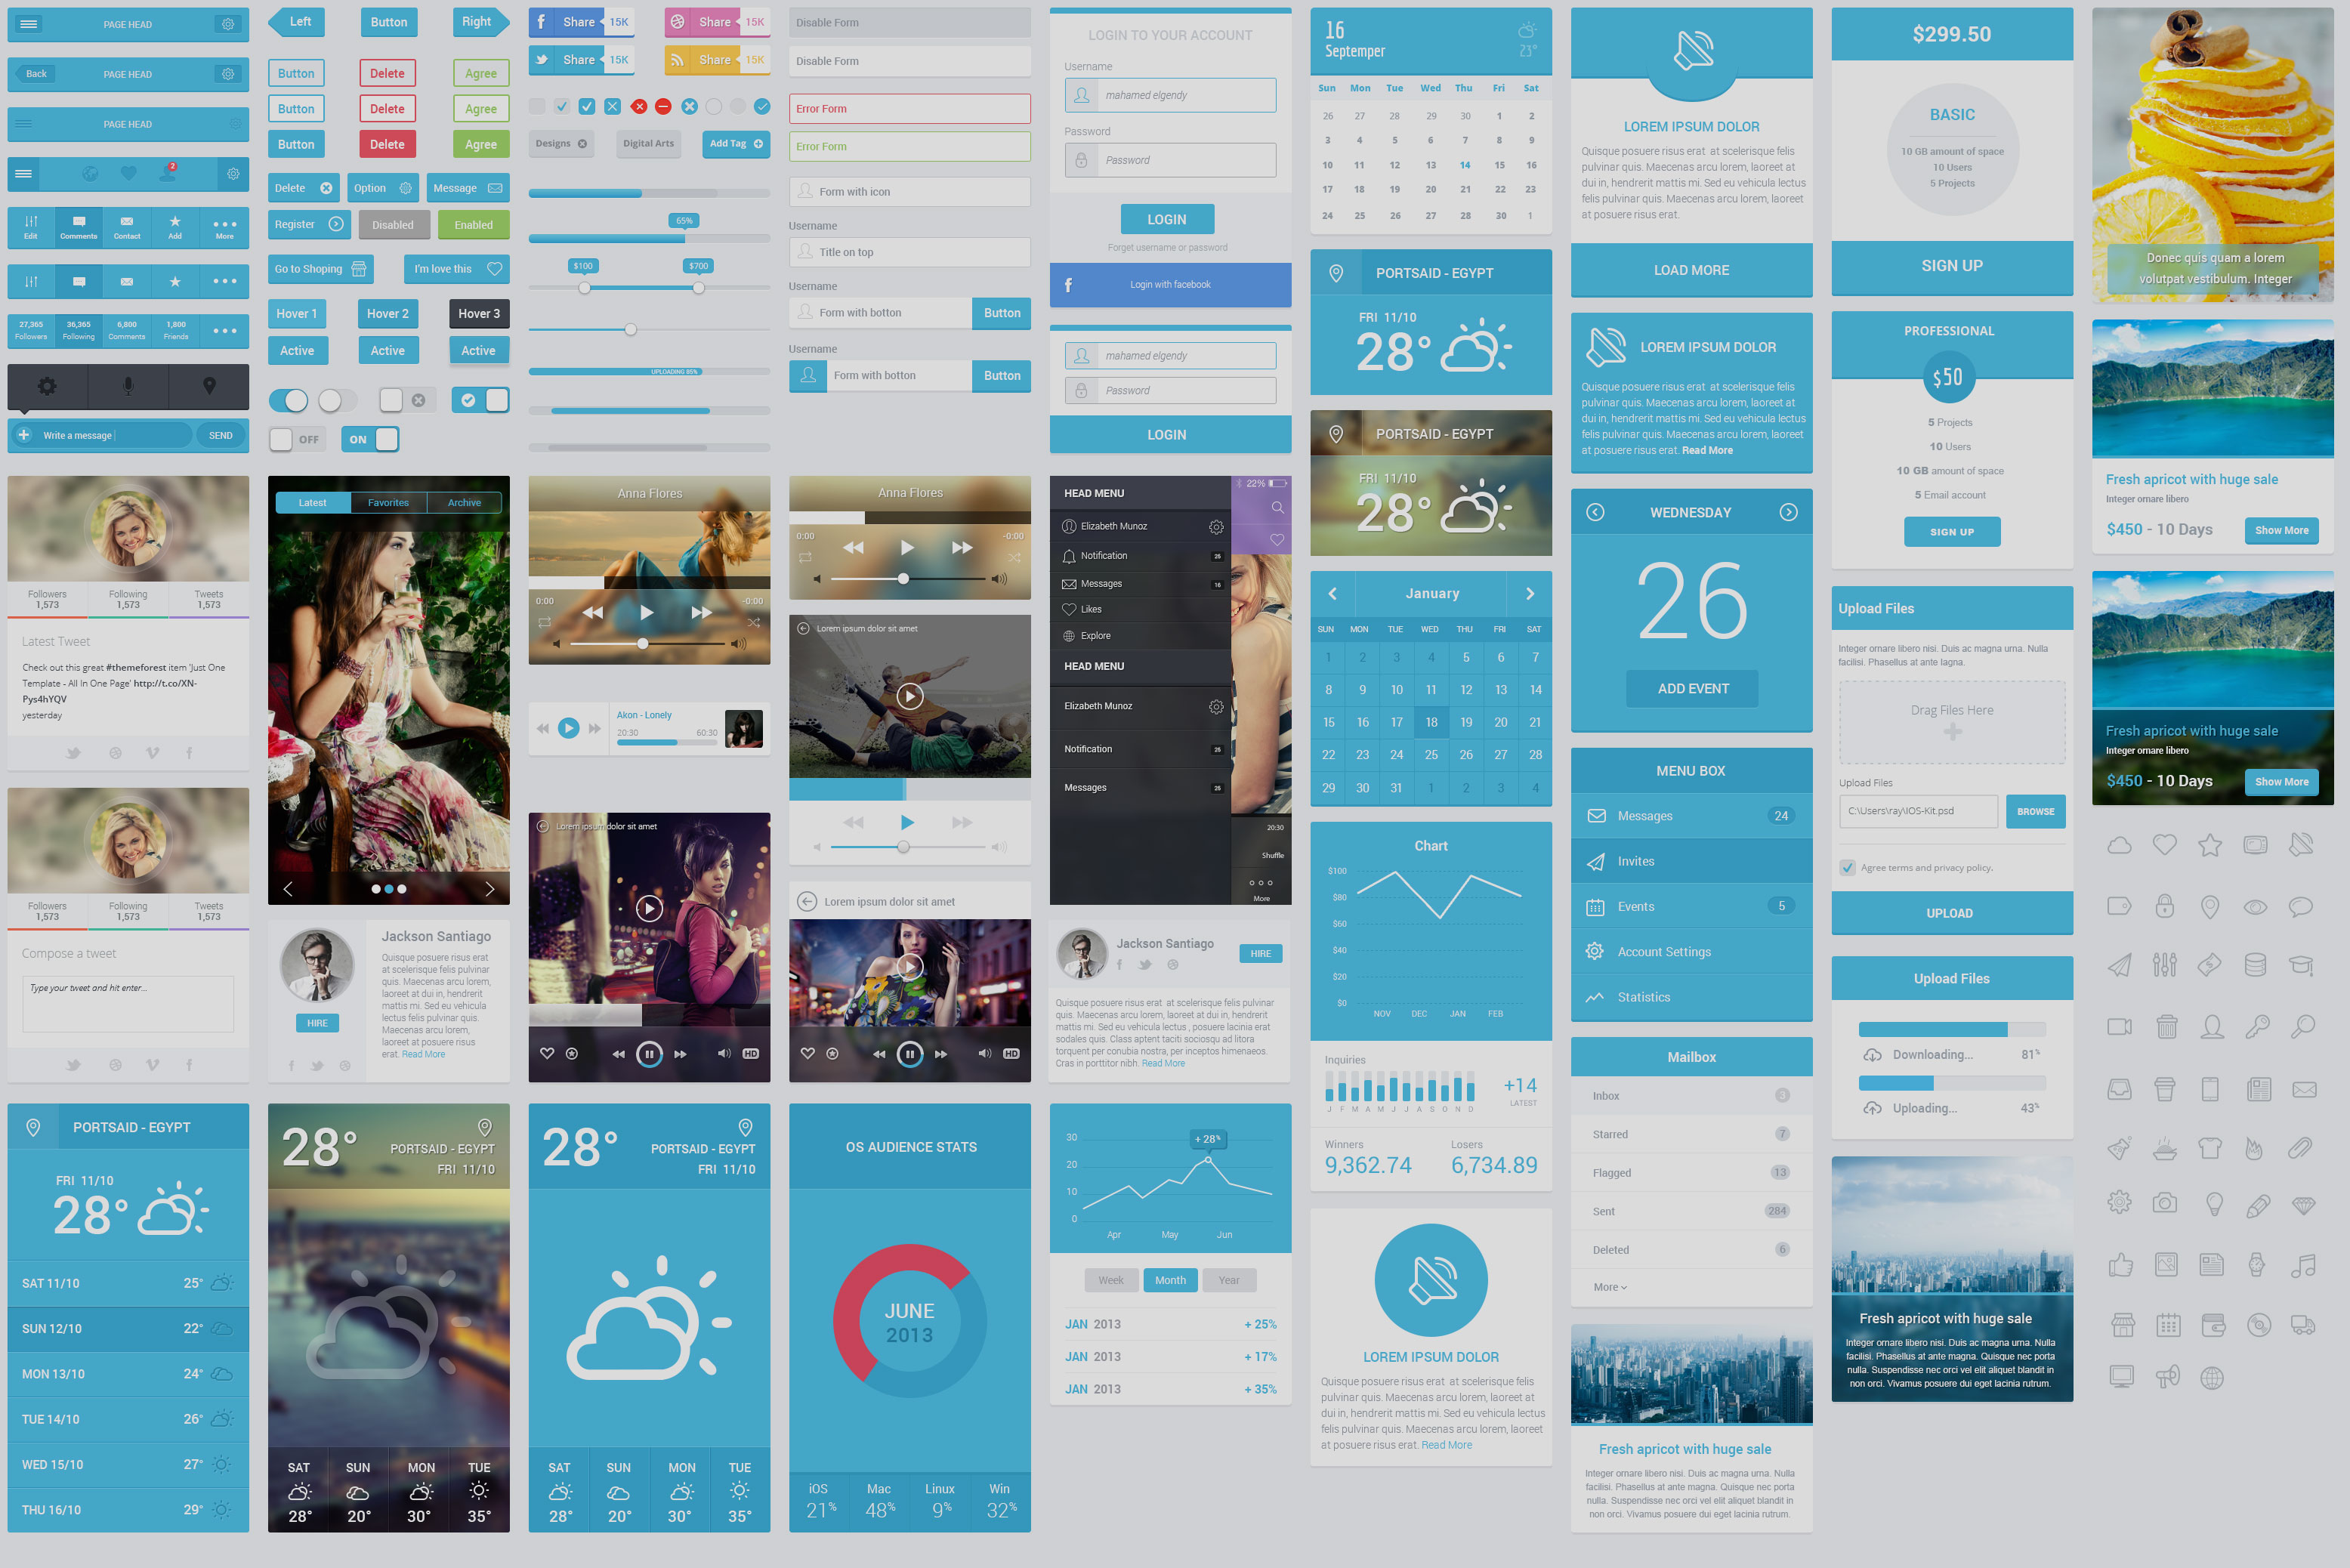 PAGE HEAD
Back
PAGE HEAD
PAGE HEAD
2
Edit
Comments
Contact
Add
More
27,365
Followers
36,365
Following
6,800
Comments
1,800
Friends
Write a message
SEND
Left
Button
Right
Button
Delete
Agree
Button
Delete
Agree
Button
Delete
Agree
Delete
Option
Message
Register
Disabled
Enabled
Go to Shoping
I'm love this
Hover 1
Hover 2
Hover 3
Active
Active
Active
OFF
ON
Share
15K
Share
15K
Share
15K
Share
15K
Designs
Digital Arts
Add Tag
65%
$100
$700
UPLOADING 85%
Disable Form
Disable Form
Error Form
Error Form
Form with icon
Username
Title on top
Username
Form with botton
Button
Username
Form with botton
Button
LOGIN TO YOUR ACCOUNT
Username
mahamed elgendy
Password
Password
LOGIN
Forget username or password
Login with facebook
mahamed elgendy
Password
LOGIN
16
Septemper
23°
Sun Mon Tue Wed Thu Fri Sat
26 27 28 29 30 1 2
3 4 5 6 7 8 9
10 11 12 13 14 15 16
17 18 19 20 21 22 23
24 25 26 27 28 30 1
PORTSAID - EGYPT
FRI 11/10
28°
PORTSAID - EGYPT
FRI 11/10
28°
January
SUN MON TUE WED THU FRI SAT
1 2 3 4 5 6 7
8 9 10 11 12 13 14
15 16 17 18 19 20 21
22 23 24 25 26 27 28
29 30 31 1 2 3 4
Chart
$100
$80
$60
$40
$20
$0
NOV DEC JAN FEB
Inquiries
J F M A M J J A S O N D
+14
LATEST
Winners
9,362.74
Losers
6,734.89
LOREM IPSUM DOLOR
Quisque posuere risus erat at scelerisque felis
pulvinar quis. Maecenas arcu lorem, laoreet at
dui in, hendrerit mattis mi. Sed eu vehicula lectus
felis pulvinar quis. Maecenas arcu lorem, laoreet
at posuere risus erat. Read More
LOREM IPSUM DOLOR
Quisque posuere risus erat at scelerisque felis
pulvinar quis. Maecenas arcu lorem, laoreet at
dui in, hendrerit mattis mi. Sed eu vehicula lectus
felis pulvinar quis. Maecenas arcu lorem, laoreet
at posuere risus erat.
LOAD MORE
LOREM IPSUM DOLOR
Quisque posuere risus erat at scelerisque felis
pulvinar quis. Maecenas arcu lorem, laoreet at
dui in, hendrerit mattis mi. Sed eu vehicula lectus
felis pulvinar quis. Maecenas arcu lorem, laoreet
at posuere risus erat. Read More
WEDNESDAY
26
ADD EVENT
MENU BOX
Messages
24
Invites
Events
5
Account Settings
Statistics
Mailbox
Inbox
3
Starred
7
Flagged
13
Sent
284
Deleted
6
More
Fresh apricot with huge sale
Integer ornare libero nisi. Duis ac magna urna. Nulla
facilisi. Phasellus at ante magna. Quisque nec porta
nulla. Suspendisse nec orci vel elit aliquet blandit in
non orci. Vivamus posuere dui eget lacinia rutrum.
$299.50
BASIC
10 GB amount of space
10 Users
5 Projects
SIGN UP
PROFESSIONAL
$50
5 Projects
10 Users
10 GB amount of space
5 Email account
SIGN UP
Upload Files
Integer ornare libero nisi. Duis ac magna urna. Nulla
facilisi. Phasellus at ante lagna.
Drag Files Here
Upload Files
C:\Users\ray\IOS-Kit.psd
BROWSE
Agree terms and privacy policy.
UPLOAD
Upload Files
Downloading...
81%
Uploading...
43%
Fresh apricot with huge sale
Integer ornare libero nisi. Duis ac magna urna. Nulla
facilisi. Phasellus at ante magna. Quisque nec porta
nulla. Suspendisse nec orci vel elit aliquet blandit in
non orci. Vivamus posuere dui eget lacinia rutrum.
Donec quis quam a lorem
volutpat vestibulum. Integer
Fresh apricot with huge sale
Integer ornare libero
$450 - 10 Days
Show More
Fresh apricot with huge sale
Integer ornare libero
$450 - 10 Days
Show More
Followers
1,573
Following
1,573
Tweets
1,573
Latest Tweet
Check out this great #themeforest item 'Just One
Template - All In One Page' http://t.co/XN-
Pys4hYQV
yesterday
Followers
1,573
Following
1,573
Tweets
1,573
Compose a tweet
Type your tweet and hit enter...
Latest
Favorites
Archive
Jackson Santiago
Quisque posuere risus erat
at scelerisque felis pulvinar
quis. Maecenas arcu lorem,
laoreet at dui in, hendrerit
mattis mi. Sed eu vehicula
lectus felis pulvinar quis.
Maecenas arcu lorem,
laoreet at posuere risus
erat. Read More
HIRE
Anna Flores
0:00
-0:00
Akon - Lonely
20:30
60:30
Lorem ipsum dolor sit amet
HD
Anna Flores
0:00
-0:00
Lorem ipsum dolor sit amet
Lorem ipsum dolor sit amet
HD
HEAD MENU
22%
Elizabeth Munoz
Notification
25
Messages
16
Likes
Explore
HEAD MENU
Elizabeth Munoz
Notification
25
Messages
25
20:30
Shuffle
More
Jackson Santiago
HIRE
Quisque posuere risus erat at scelerisque felis pulvinar
quis. Maecenas arcu lorem, laoreet at dui in, hendrerit
mattis mi. Sed eu vehicula lectus , posuere lacinia erat
sodales quis. Class aptent taciti sociosqu ad litora
torquent per conubia nostra, per inceptos himenaeos.
Cras in porttitor nibh. Read More
PORTSAID - EGYPT
FRI 11/10
28°
SAT 11/10 25°
SUN 12/10 22°
MON 13/10 24°
TUE 14/10 26°
WED 15/10 27°
THU 16/10 29°
28°
PORTSAID - EGYPT
FRI 11/10
SAT SUN MON TUE
28° 20° 30° 35°
28°
PORTSAID - EGYPT
FRI 11/10
SAT SUN MON TUE
28° 20° 30° 35°
OS AUDIENCE STATS
JUNE
2013
iOS Mac Linux Win
21% 48% 9% 32%
30
20
10
0
+ 28%
Apr May Jun
Week
Month
Year
JAN 2013 + 25%
JAN 2013 + 17%
JAN 2013 + 35%